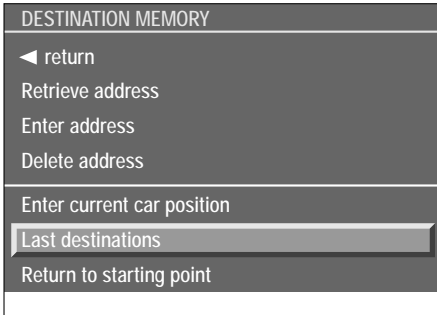 DESTINATION MEMORY
◄ return
Retrieve address
Enter address
Delete address
Enter current car position
Last destinations
Return to starting point